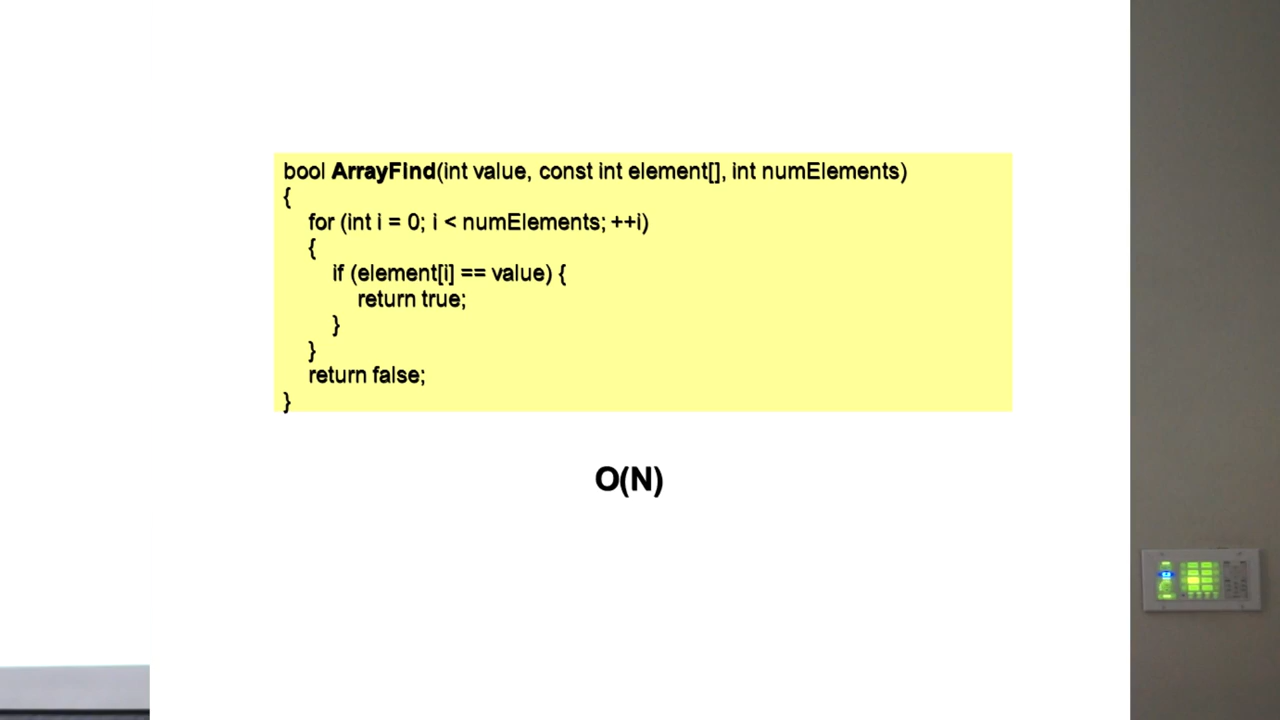 bool ArrayFind(int value, const int element[], int numElements)
{
for (int i = 0; i < numElements; ++i)
{
if (element[i] == value) {
return true;
}
}
return false;
}
O(N)